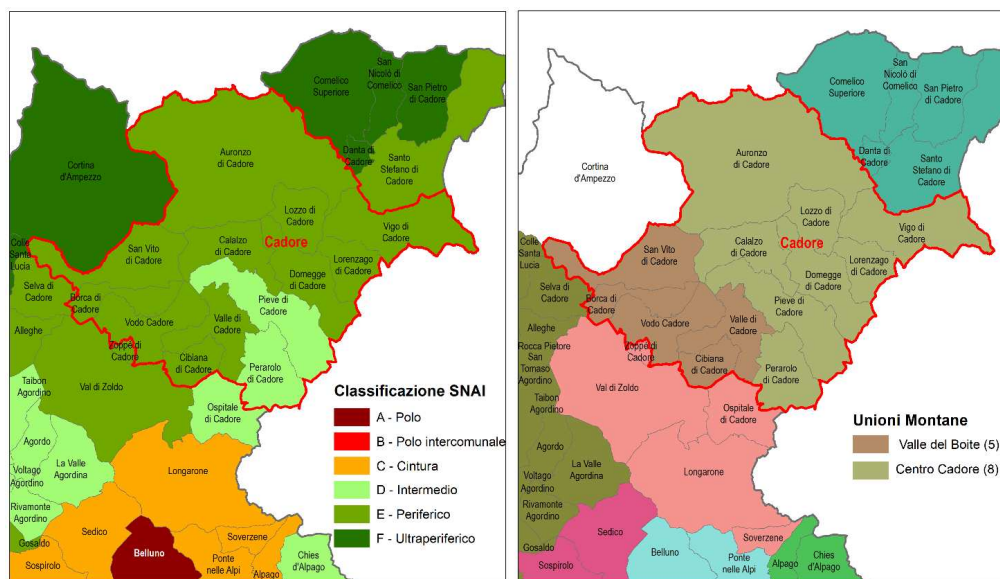 Comelico
Superiore
San
Nicolò di
Comelico
San Pietro
di Cadore
Cortina
d'Ampezzo
Auronzo
di Cadore
Danta di
Cadore
Santo
Stefano di
Cadore
Lozzo di
Cadore
Vigo di
Cadore
Colle
Santa
Lucia
San Vito
di Cadore
Calalzo
di Cadore
Cadore
Lorenzago
di Cadore
Domegge
di Cadore
Selva di
Cadore
Borca di
Cadore
Pieve di
Cadore
Alleghe
Vodo Cadore
Valle di
Cadore
Zoppè di
Cadore
Cibiana
di Cadore
Perarolo
di Cadore
Val di Zoldo
Taibon
Agordino
Ospitale
di Cadore
Agordo
La Valle
Agordina
Voltago
Agordino
Longarone
Rivamonte
Agordino
Sedico
Gosaldo
Sospirolo
Belluno
Soverzene
Ponte
nelle Alpi
Alpago
Chies
d'Alpago
Classificazione SNAI
A - Polo
B - Polo intercomunale
C - Cintura
D - Intermedio
E - Periferico
F - Ultraperiferico
Comelico
Superiore
San
Nicolò di
Comelico
San Pietro
di Cadore
Cortina
d'Ampezzo
Auronzo
di Cadore
Danta di
Cadore
Santo
Stefano di
Cadore
Lozzo di
Cadore
Vigo di
Cadore
Colle
Santa
Lucia
San Vito
di Cadore
Calalzo
di Cadore
Cadore
Lorenzago
di Cadore
Domegge
di Cadore
Selva di
Cadore
Borca di
Cadore
Pieve di
Cadore
Alleghe
Vodo Cadore
Valle di
Cadore
Rocca Pietore
San
Tomaso
Agordino
Zoppè di
Cadore
Cibiana
di Cadore
Perarolo
di Cadore
Val di Zoldo
Taibon
Agordino
Ospitale
di Cadore
Agordo
La Valle
Agordina
Voltago
Agordino
Longarone
Rivamonte
Agordino
Sedico
Gosaldo
Sospirolo
Belluno
Soverzene
Ponte
nelle Alpi
Alpago
Chies
d'Alpago
Unioni Montane
Valle del Boite (5)
Centro Cadore (8)